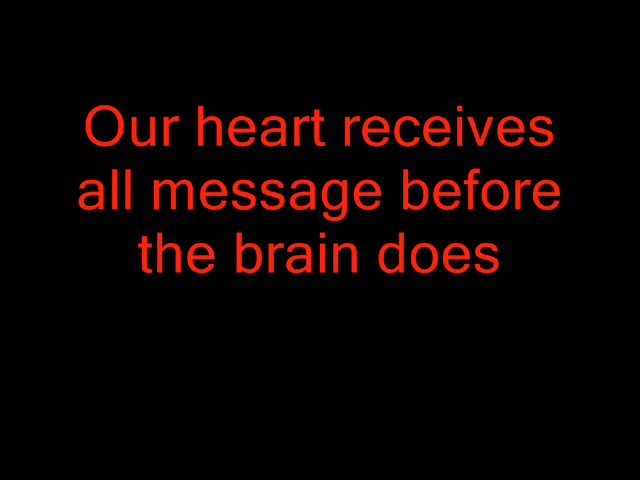 Our heart receives
all message before
the brain does